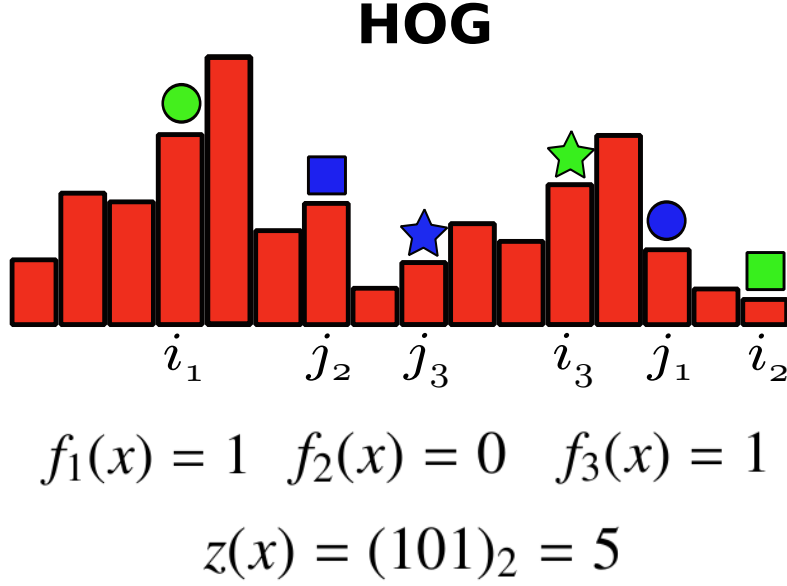 HOG
i₁ j₂ j₃ i₃ j₁ i₂
f₁(x) = 1 f₂(x) = 0 f₃(x) = 1
z(x) = (101)₂ = 5